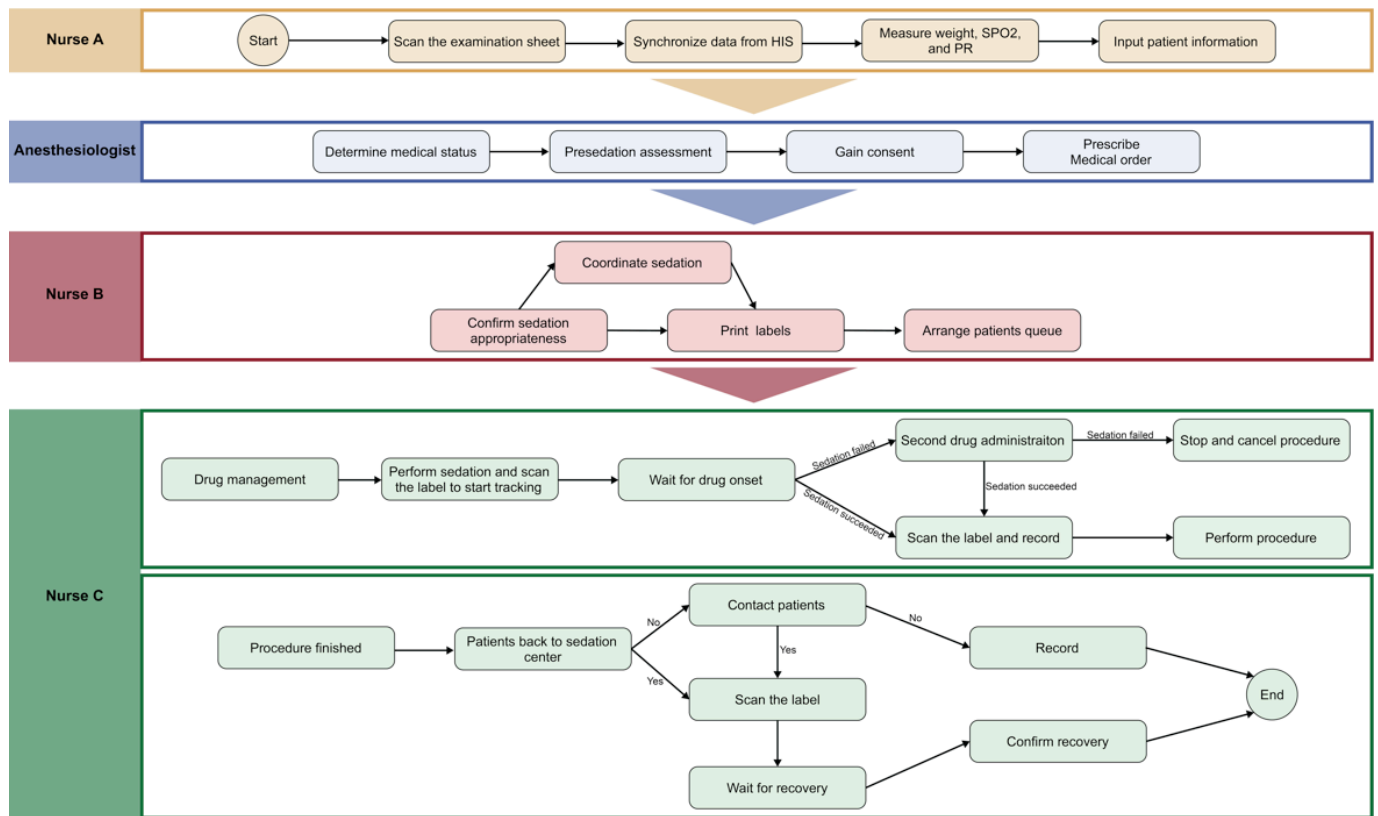 Nurse A
Start
Scan the examination sheet
Synchronize data from HIS
Measure weight, SPO2,
and PR
Input patient information
Anesthesiologist
Determine medical status
Presedation assessment
Gain consent
Prescribe
Medical order
Nurse B
Coordinate sedation
Confirm sedation
appropriateness
Print labels
Arrange patients queue
Nurse C
Drug management
Perform sedation and scan
the label to start tracking
Wait for drug onset
Sedation failed
Sedation succeeded
Second drug administraiton
Sedation failed
Stop and cancel procedure
Sedation succeeded
Scan the label and record
Perform procedure
Procedure finished
Patients back to sedation
center
No
Yes
Contact patients
No
Yes
Record
Scan the label
End
Confirm recovery
Wait for recovery